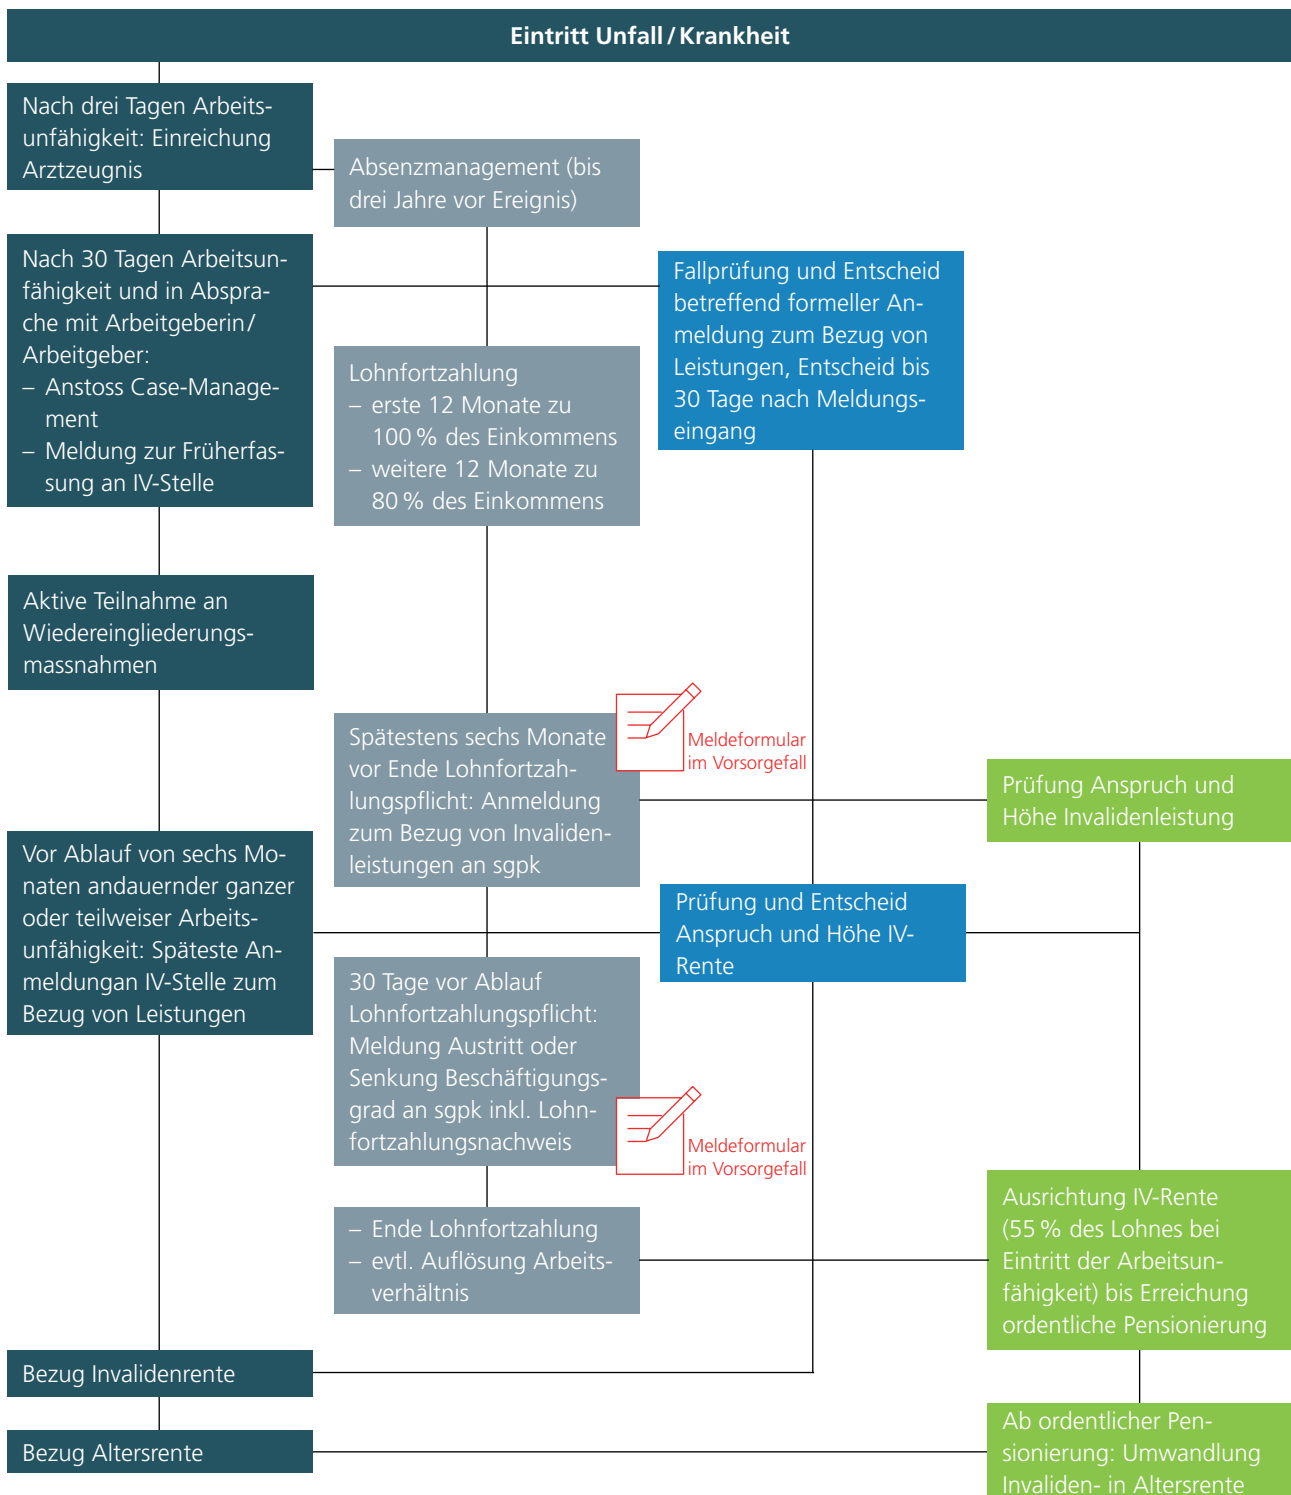 Eintritt Unfall / Krankheit
Nach drei Tagen Arbeits-
unfähigkeit: Einreichung
Arztzeugnis
Absenzmanagement (bis
drei Jahre vor Ereignis)
Nach 30 Tagen Arbeitsun-
fähigkeit und in Abspra-
che mit Arbeitgeberin /
Arbeitgeber:
– Anstoss Case-Manage-
ment
– Meldung zur Früherfas-
sung an IV-Stelle
Fallprüfung und Entscheid
betreffend formeller An-
meldung zum Bezug von
Leistungen, Entscheid bis
30 Tage nach Meldungs-
eingang
Lohnfortzahlung
– erste 12 Monate zu
100 % des Einkommens
– weitere 12 Monate zu
80 % des Einkommens
Aktive Teilnahme an
Wiedereingliederungs-
massnahmen
Spätestens sechs Monate
vor Ende Lohnfortzah-
lungspflicht: Anmeldung
zum Bezug von Invaliden-
leistungen an sgpk
Meldeformular
im Vorsorgefall
Prüfung Anspruch und
Höhe Invalidenleistung
Vor Ablauf von sechs Mo-
naten andauernder ganzer
oder teilweiser Arbeits-
unfähigkeit: Späteste An-
meldungan IV-Stelle zum
Bezug von Leistungen
Prüfung und Entscheid
Anspruch und Höhe IV-
Rente
30 Tage vor Ablauf
Lohnfortzahlungspflicht:
Meldung Austritt oder
Senkung Beschäftigungs-
grad an sgpk inkl. Lohn-
fortzahlungsnachweis
Meldeformular
im Vorsorgefall
– Ende Lohnfortzahlung
– evtl. Auflösung Arbeits-
verhältnis
Ausrichtung IV-Rente
(55 % des Lohnes bei
Eintritt der Arbeitsun-
fähigkeit) bis Erreichung
ordentliche Pensionierung
Bezug Invalidenrente
Bezug Altersrente
Ab ordentlicher Pen-
sionierung: Umwandlung
Invaliden- in Altersrente